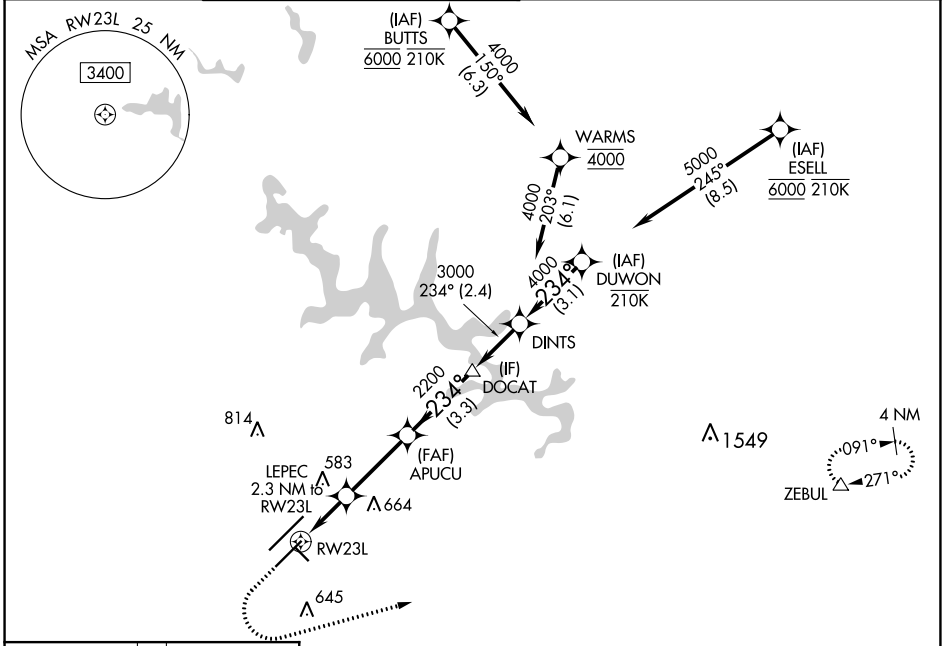 MSA RW23L 25 NM
3400
(IAF)
BUTTS
6000 210K
4000
150°
(6.3)
WARMS
4000
4000
203°
(6.1)
(IAF)
ESELL
6000 210K
5000
245°
(8.5)
(IAF)
DUWON
210K
4000
234°
(3.1)
3000
234° (2.4)
DINTS
(IF)
DOCAT
2200
234°
(3.3)
(FAF)
APUCU
814
583
LEPEC
2.3 NM to
RW23L
664
RW23L
645
1549
4 NM
091°
271°
ZEBUL